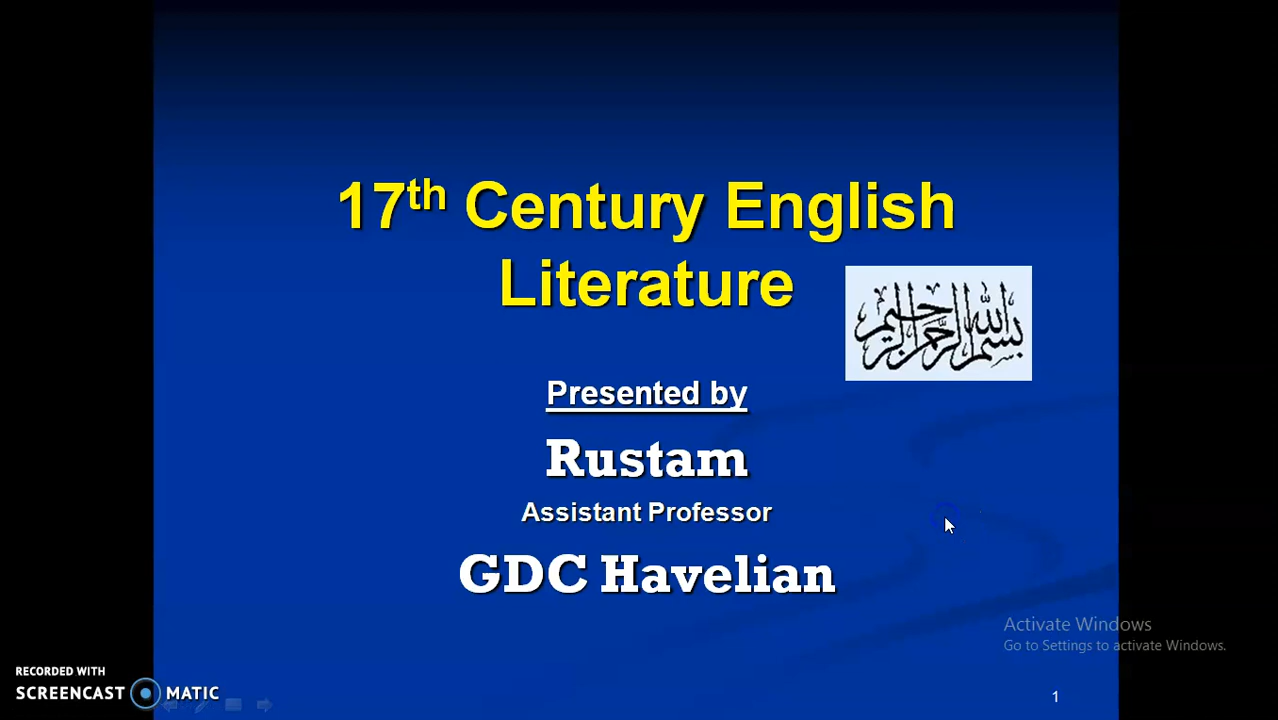 17th Century English
Literature
بسم الله الرحمن الرحيم
Presented by
Rustam
Assistant Professor
GDC Havelian
Activate Windows
Go to Settings to activate Windows.
RECORDED WITH
SCREENCAST MATIC
1